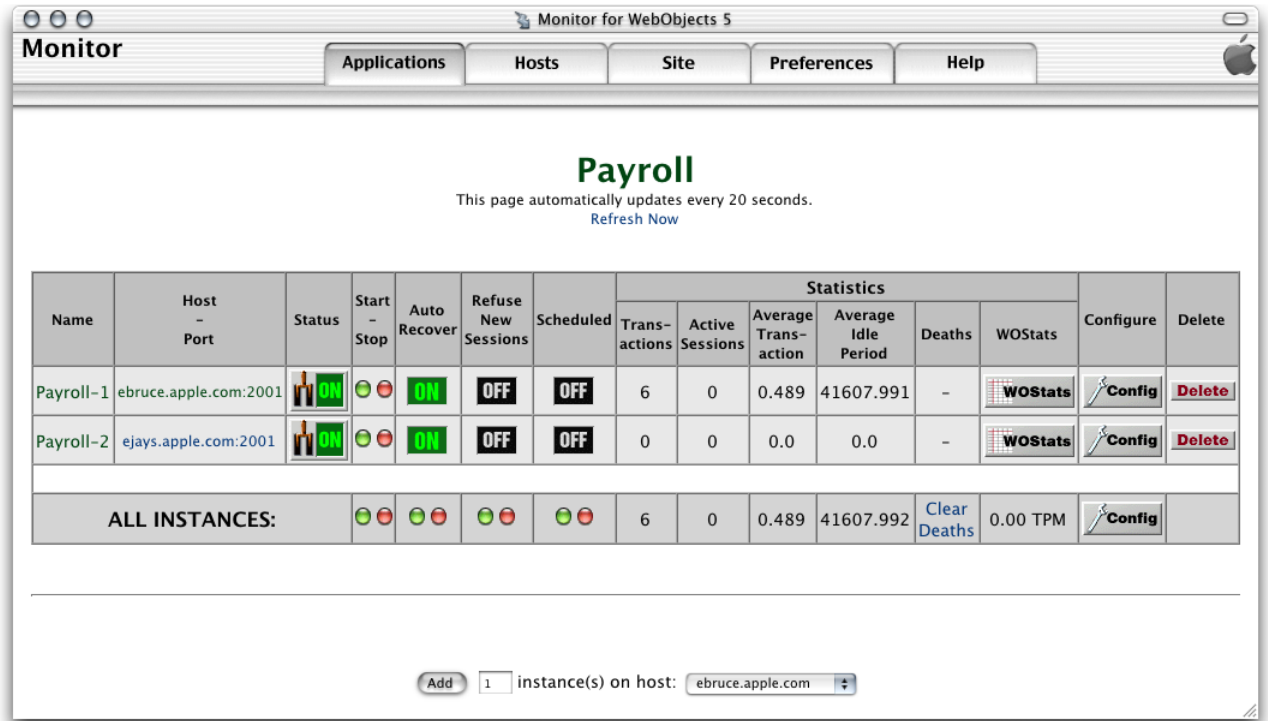 Monitor for WebObjects 5
Monitor
Applications Hosts Site Preferences Help
Payroll
This page automatically updates every 20 seconds.
Refresh Now
Name Host – Port Status Start – Stop Auto Recover Refuse New Sessions Scheduled Statistics Configure Delete
Trans- actions Active Sessions Average Trans- action Average Idle Period Deaths WOStats
Payroll-1 ebruce.apple.com:2001 ON ON OFF OFF 6 0 0.489 41607.991 – WOStats Config Delete
Payroll-2 ejays.apple.com:2001 ON ON OFF OFF 0 0 0.0 0.0 – WOStats Config Delete
ALL INSTANCES: 6 0 0.489 41607.992 Clear Deaths 0.00 TPM Config
Add 1 instance(s) on host: ebruce.apple.com